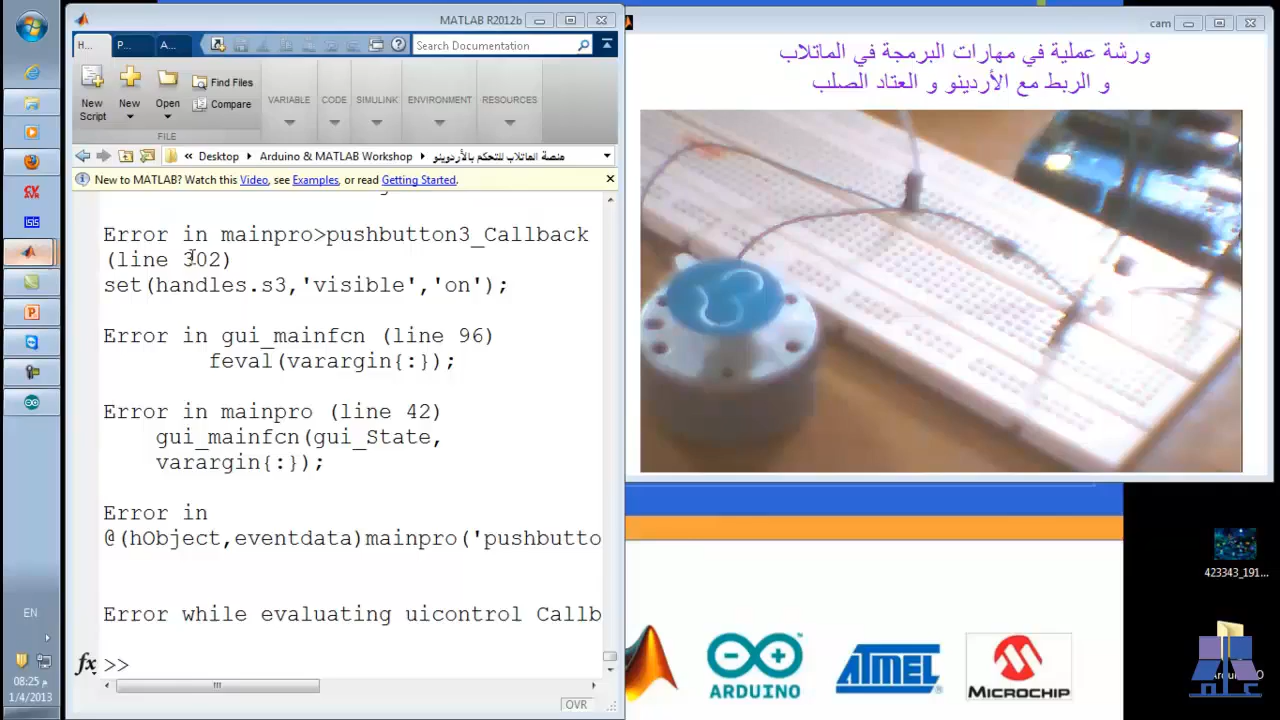 MATLAB R2012b
H...
P...
A...
Search Documentation
New Script
New
Open
Find Files
Compare
FILE
VARIABLE
CODE
SIMULINK
ENVIRONMENT
RESOURCES
« Desktop ▸ Arduino & MATLAB Workshop ▸ منصة الماتلاب للتحكم بالأردوينو
New to MATLAB? Watch this Video, see Examples, or read Getting Started.
Error in mainpro>pushbutton3_Callback
(line 302)
set(handles.s3,'visible','on');
Error in gui_mainfcn (line 96)
feval(varargin{:});
Error in mainpro (line 42)
gui_mainfcn(gui_State,
varargin{:});
Error in
@(hObject,eventdata)mainpro('pushbutto
Error while evaluating uicontrol Callb
fx >>
OVR
cam
ورشة عملية في مهارات البرمجة في الماتلاب
و الربط مع الأردينو و العتاد الصلب
423343_191...
ARDUINO
ATMEL
MICROCHIP
EN
08:25 م
1/4/2013